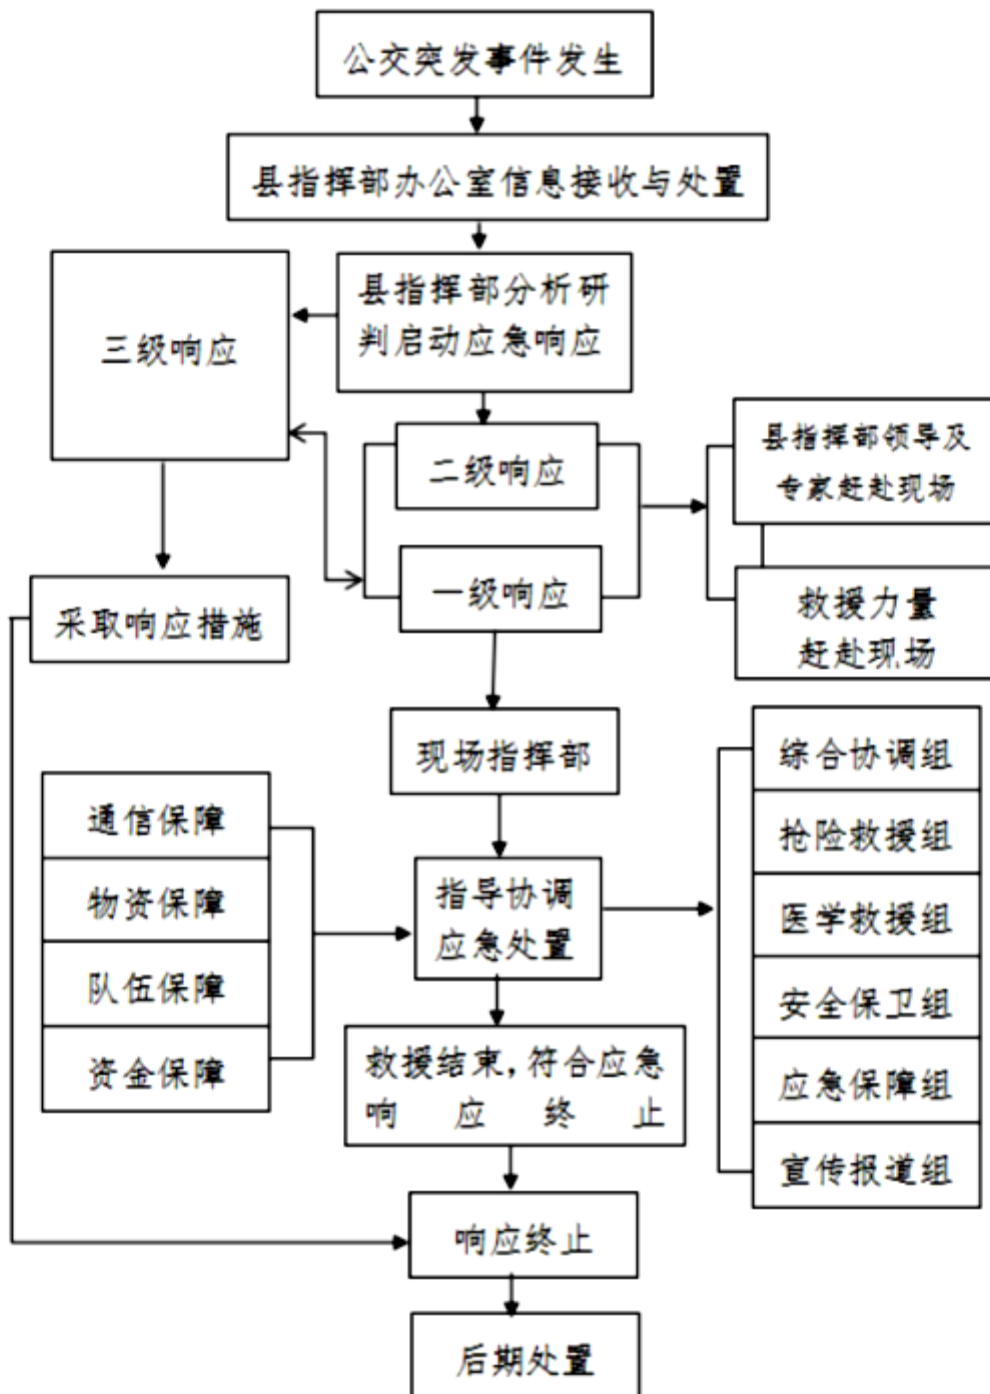 公交突发事件发生
县指挥部办公室信息接收与处置
县指挥部分析研
判启动应急响应
三级响应
二级响应
县指挥部领导及
专家赶赴现场
一级响应
救援力量
赶赴现场
采取响应措施
现场指挥部
通信保障
物资保障
队伍保障
资金保障
指导协调
应急处置
综合协调组
抢险救援组
医学救援组
安全保卫组
应急保障组
宣传报道组
救援结束,符合应急
响应终止
响应终止
后期处置